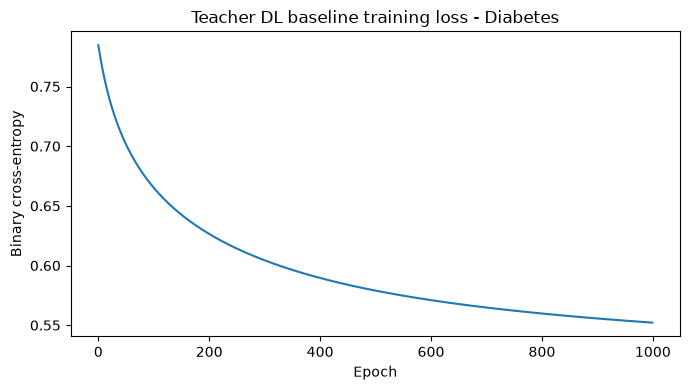 Teacher DL baseline training loss - Diabetes
Binary cross-entropy
0.75
0.70
0.65
0.60
0.55
0 200 400 600 800 1000
Epoch